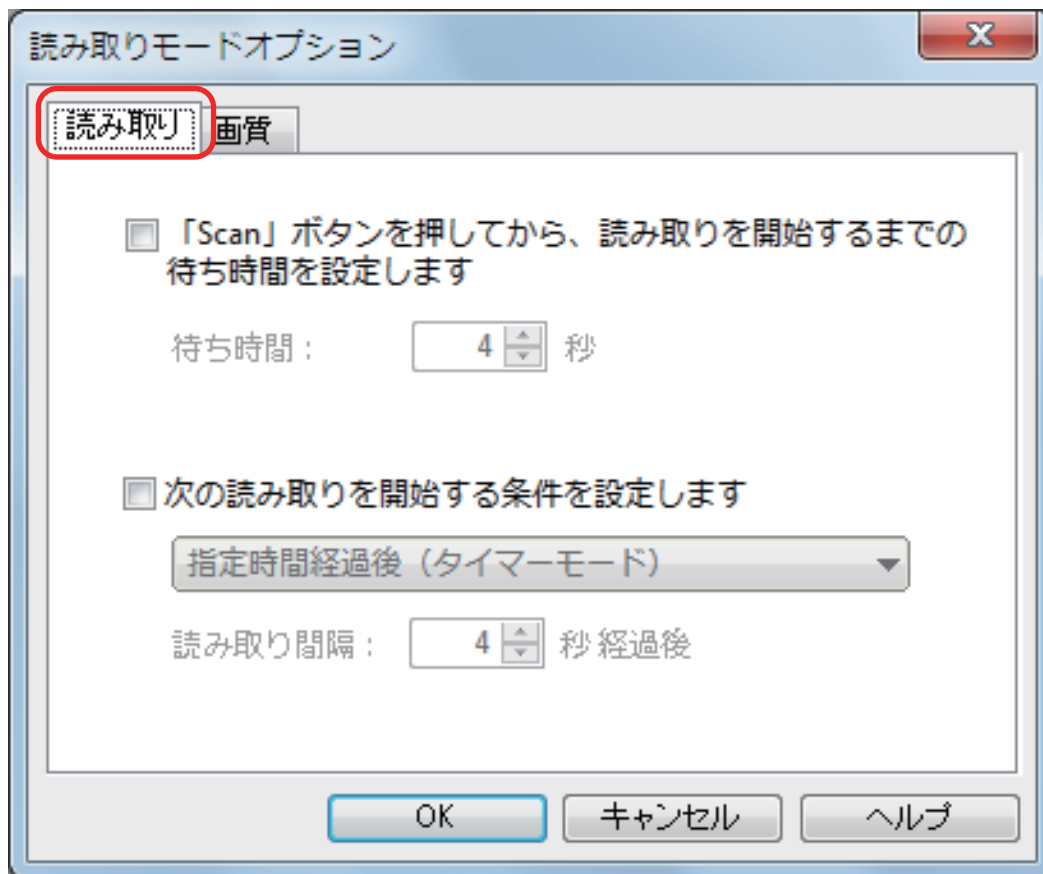 読み取りモードオプション
読み取り 画質
「Scan」ボタンを押してから、読み取りを開始するまでの
待ち時間を設定します
待ち時間： 4 秒
次の読み取りを開始する条件を設定します
指定時間経過後（タイマーモード）
読み取り間隔： 4 秒 経過後
OK キャンセル ヘルプ